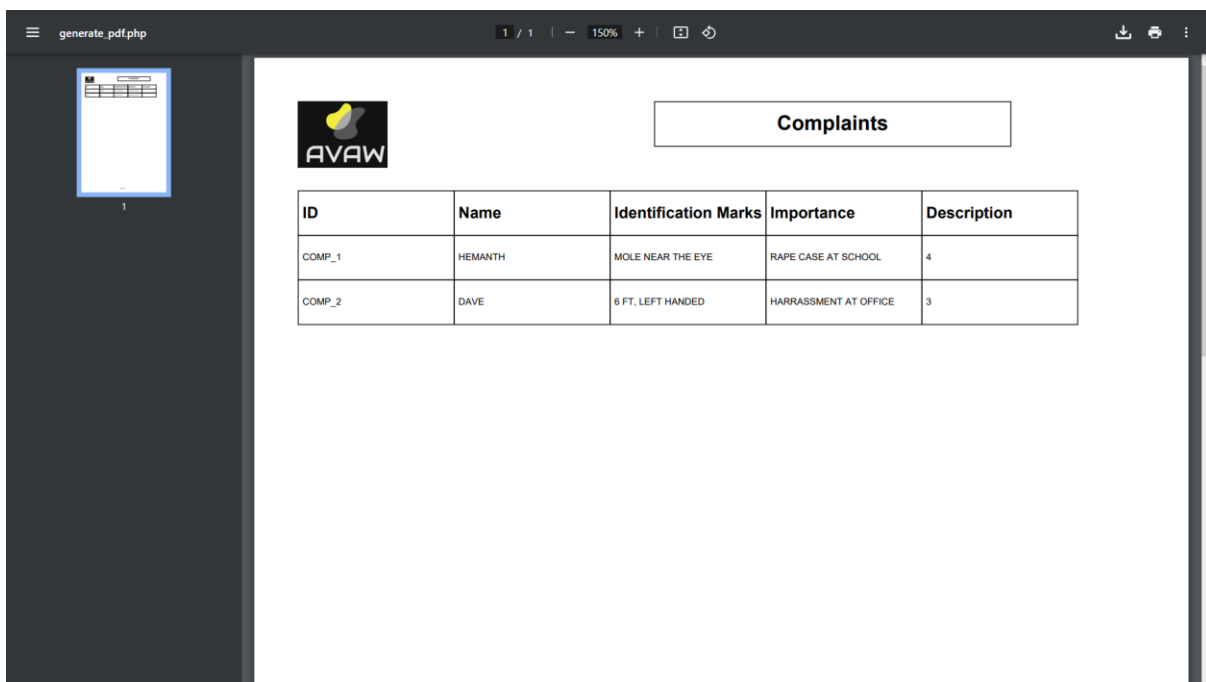 generate_pdf.php 1 / 1 150%
1
AVAW
Complaints
ID Name Identification Marks Importance Description
COMP_1 HEMANTH MOLE NEAR THE EYE RAPE CASE AT SCHOOL 4
COMP_2 DAVE 6 FT, LEFT HANDED HARRASSMENT AT OFFICE 3